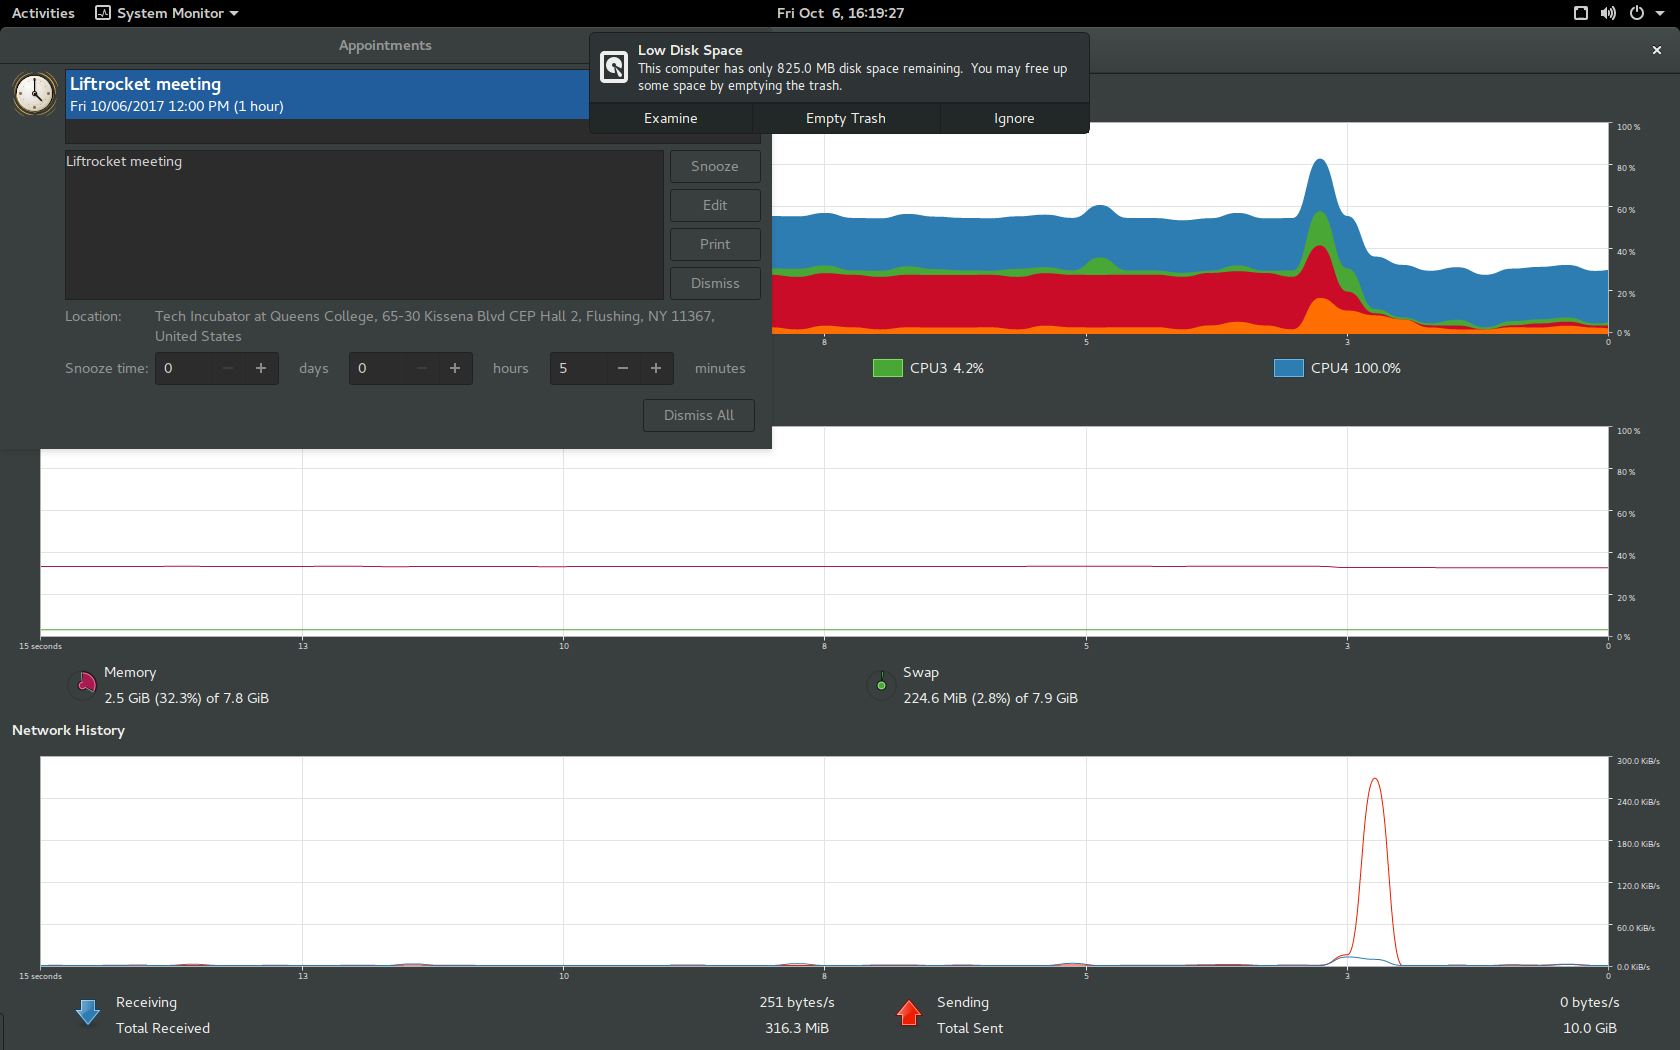 Activities
System Monitor
Fri Oct 6, 16:19:27
Appointments
Liftrocket meeting
Fri 10/06/2017 12:00 PM (1 hour)
Low Disk Space
This computer has only 825.0 MB disk space remaining. You may free up
some space by emptying the trash.
Examine
Empty Trash
Ignore
Liftrocket meeting
Snooze
Edit
Print
Dismiss
Location:
Tech Incubator at Queens College, 65-30 Kissena Blvd CEP Hall 2, Flushing, NY 11367,
United States
Snooze time:
0 − +
days
0 − +
hours
5 − +
minutes
Dismiss All
100 %
80 %
60 %
40 %
20 %
0 %
8
5
3
0
CPU3 4.2%
CPU4 100.0%
100 %
80 %
60 %
40 %
20 %
0 %
15 seconds
13
10
8
5
3
0
Memory
2.5 GiB (32.3%) of 7.8 GiB
Swap
224.6 MiB (2.8%) of 7.9 GiB
Network History
300.0 KiB/s
240.0 KiB/s
180.0 KiB/s
120.0 KiB/s
60.0 KiB/s
0.0 KiB/s
15 seconds
13
10
8
5
3
0
Receiving
251 bytes/s
Total Received
316.3 MiB
Sending
0 bytes/s
Total Sent
10.0 GiB